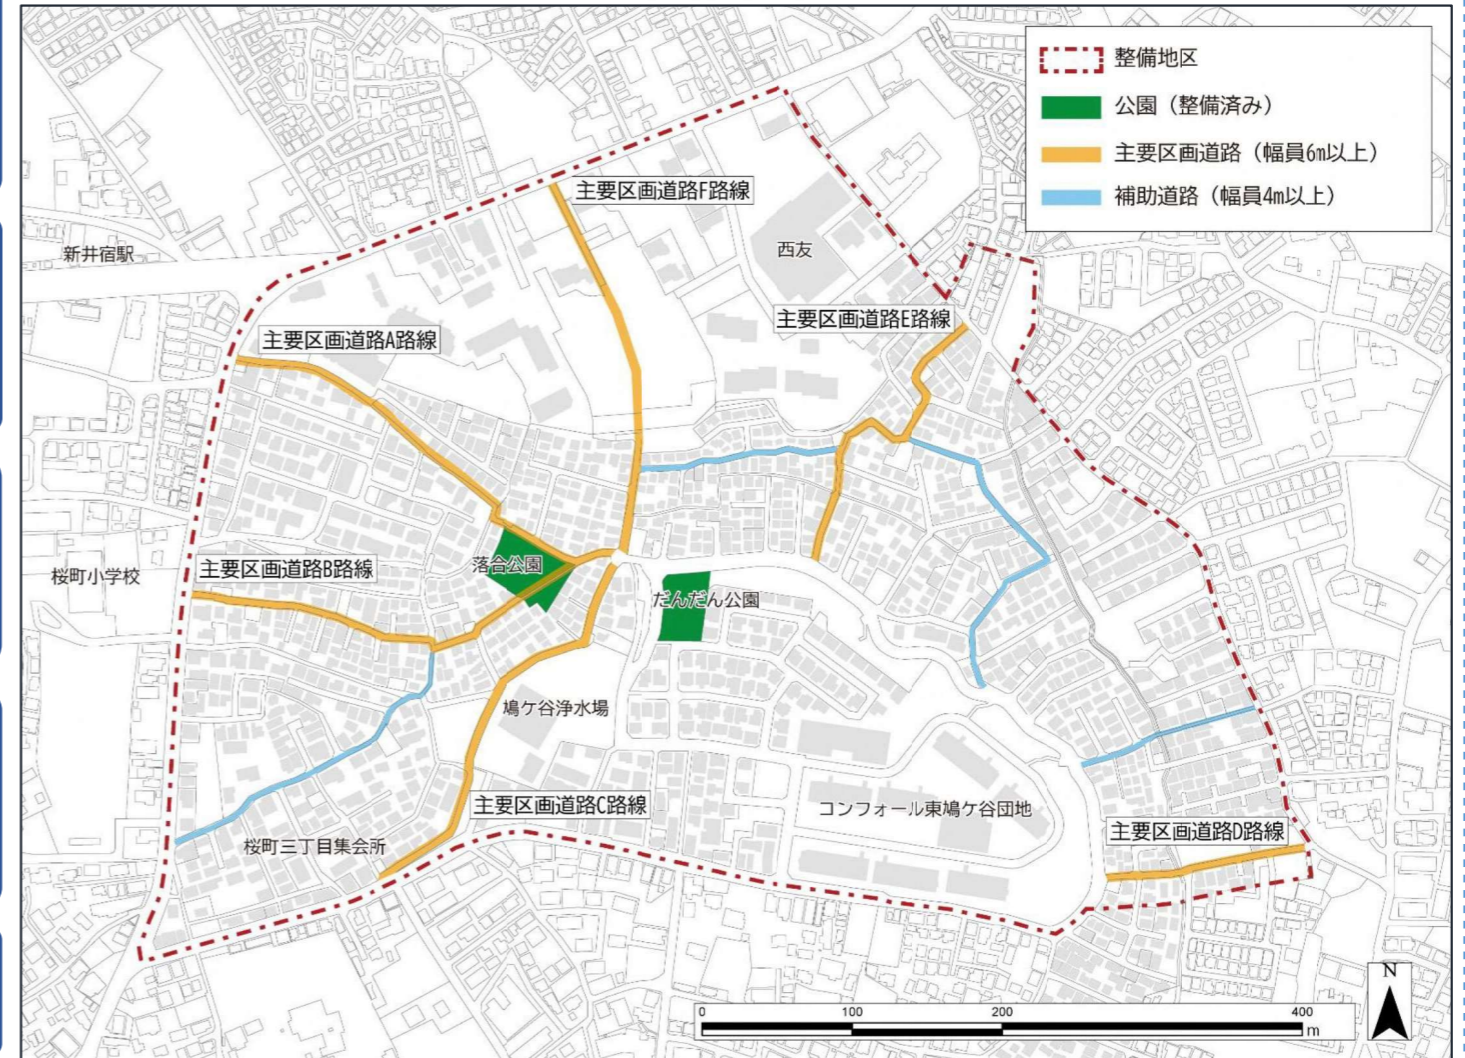 整備地区
公園（整備済み）
主要区画道路（幅員6m以上）
補助道路（幅員4m以上）
主要区画道路F路線
新井宿駅
西友
主要区画道路E路線
主要区画道路A路線
落合公園
主要区画道路B路線
桜町小学校
だんだん公園
鳩ケ谷浄水場
主要区画道路C路線
コンフォール東鳩ケ谷団地
主要区画道路D路線
桜町三丁目集会所
N
0 100 200 400
m